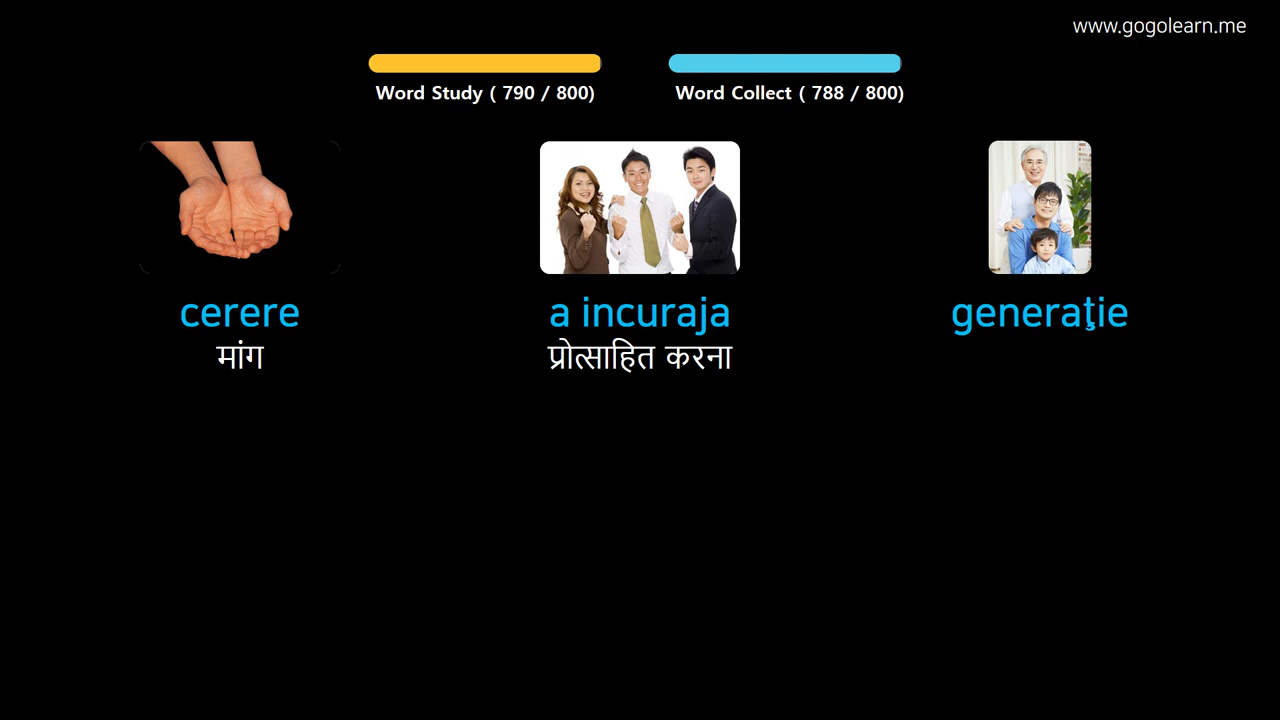 www.gogolearn.me
Word Study ( 790 / 800)
Word Collect ( 788 / 800)
cerere
a incuraja
generaţie
मांग
प्रोत्साहित करना